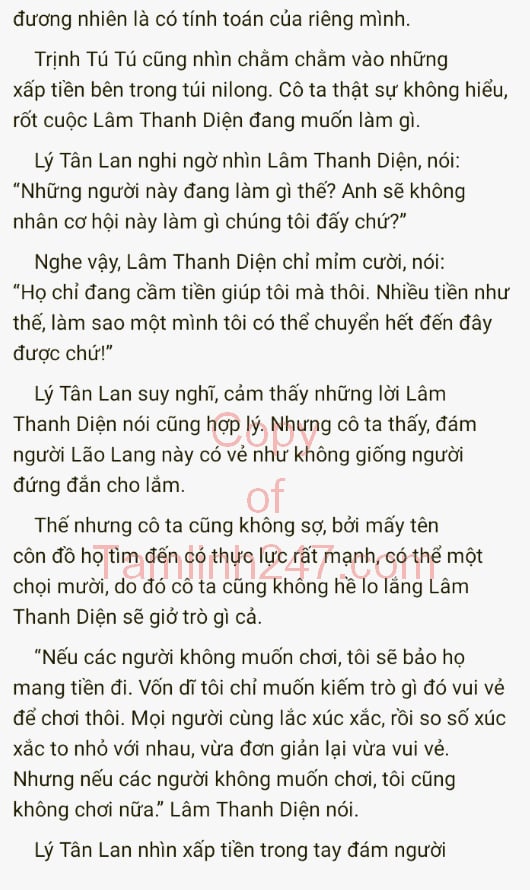 đương nhiên là có tính toán của riêng mình.
Trịnh Tú Tú cũng nhìn chằm chằm vào những
xấp tiền bên trong túi nilong. Cô ta thật sự không hiểu,
rốt cuộc Lâm Thanh Diện đang muốn làm gì.
Lý Tân Lan nghi ngờ nhìn Lâm Thanh Diện, nói:
“Những người này đang làm gì thế? Anh sẽ không
nhân cơ hội này làm gì chúng tôi đấy chứ?”
Nghe vậy, Lâm Thanh Diện chỉ mỉm cười, nói:
“Họ chỉ đang cầm tiền giúp tôi mà thôi. Nhiều tiền như
thế, làm sao một mình tôi có thể chuyển hết đến đây
được chứ!”
Lý Tân Lan suy nghĩ, cảm thấy những lời Lâm
Thanh Diện nói cũng hợp lý. Nhưng cô ta thấy, đám
người Lão Lang này có vẻ như không giống người
đứng đắn cho lắm.
Thế nhưng cô ta cũng không sợ, bởi mấy tên
côn đồ họ tìm đến có thực lực rất mạnh, có thể một
chọi mười, do đó cô ta cũng không hề lo lắng Lâm
Thanh Diện sẽ giở trò gì cả.
“Nếu các người không muốn chơi, tôi sẽ bảo họ
mang tiền đi. Vốn dĩ tôi chỉ muốn kiếm trò gì đó vui vẻ
để chơi thôi. Mọi người cùng lắc xúc xắc, rồi so số xúc
xắc to nhỏ với nhau, vừa đơn giản lại vừa vui vẻ.
Nhưng nếu các người không muốn chơi, tôi cũng
không chơi nữa.” Lâm Thanh Diện nói.
Lý Tân Lan nhìn xấp tiền trong tay đám người
Copy
of
Tamlinh247.com